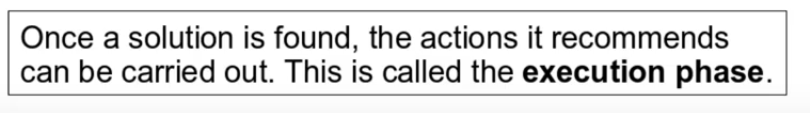 Once a solution is found, the actions it recommends
can be carried out. This is called the execution phase.